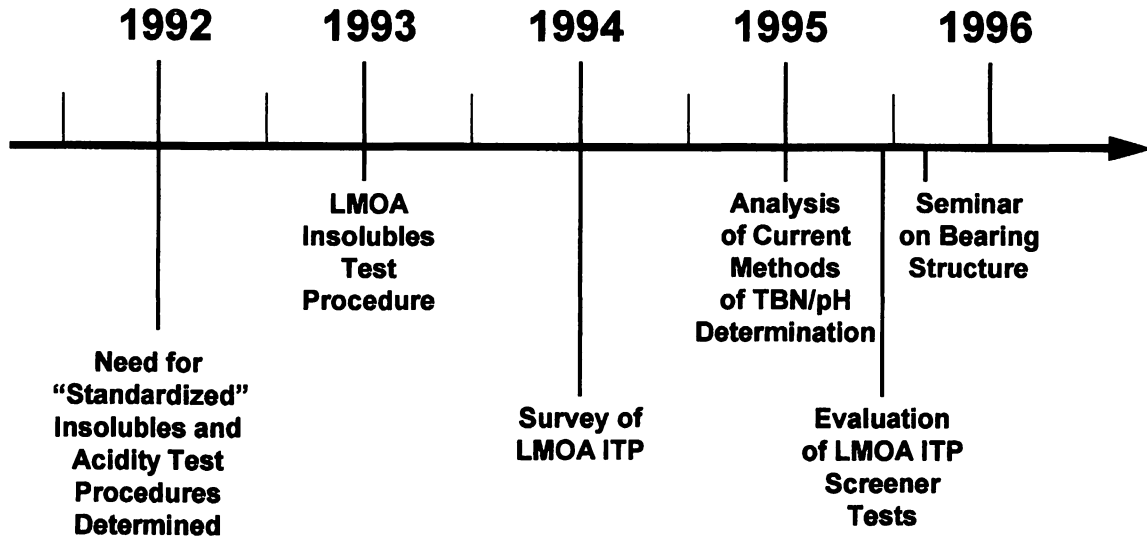 1992 1993 1994 1995 1996
LMOA
Insolubles
Test
Procedure
Analysis
of Current
Methods
of TBN/pH
Determination
Seminar
on Bearing
Structure
Need for
“Standardized”
Insolubles and
Acidity Test
Procedures
Determined
Survey of
LMOA ITP
Evaluation
of LMOA ITP
Screener
Tests